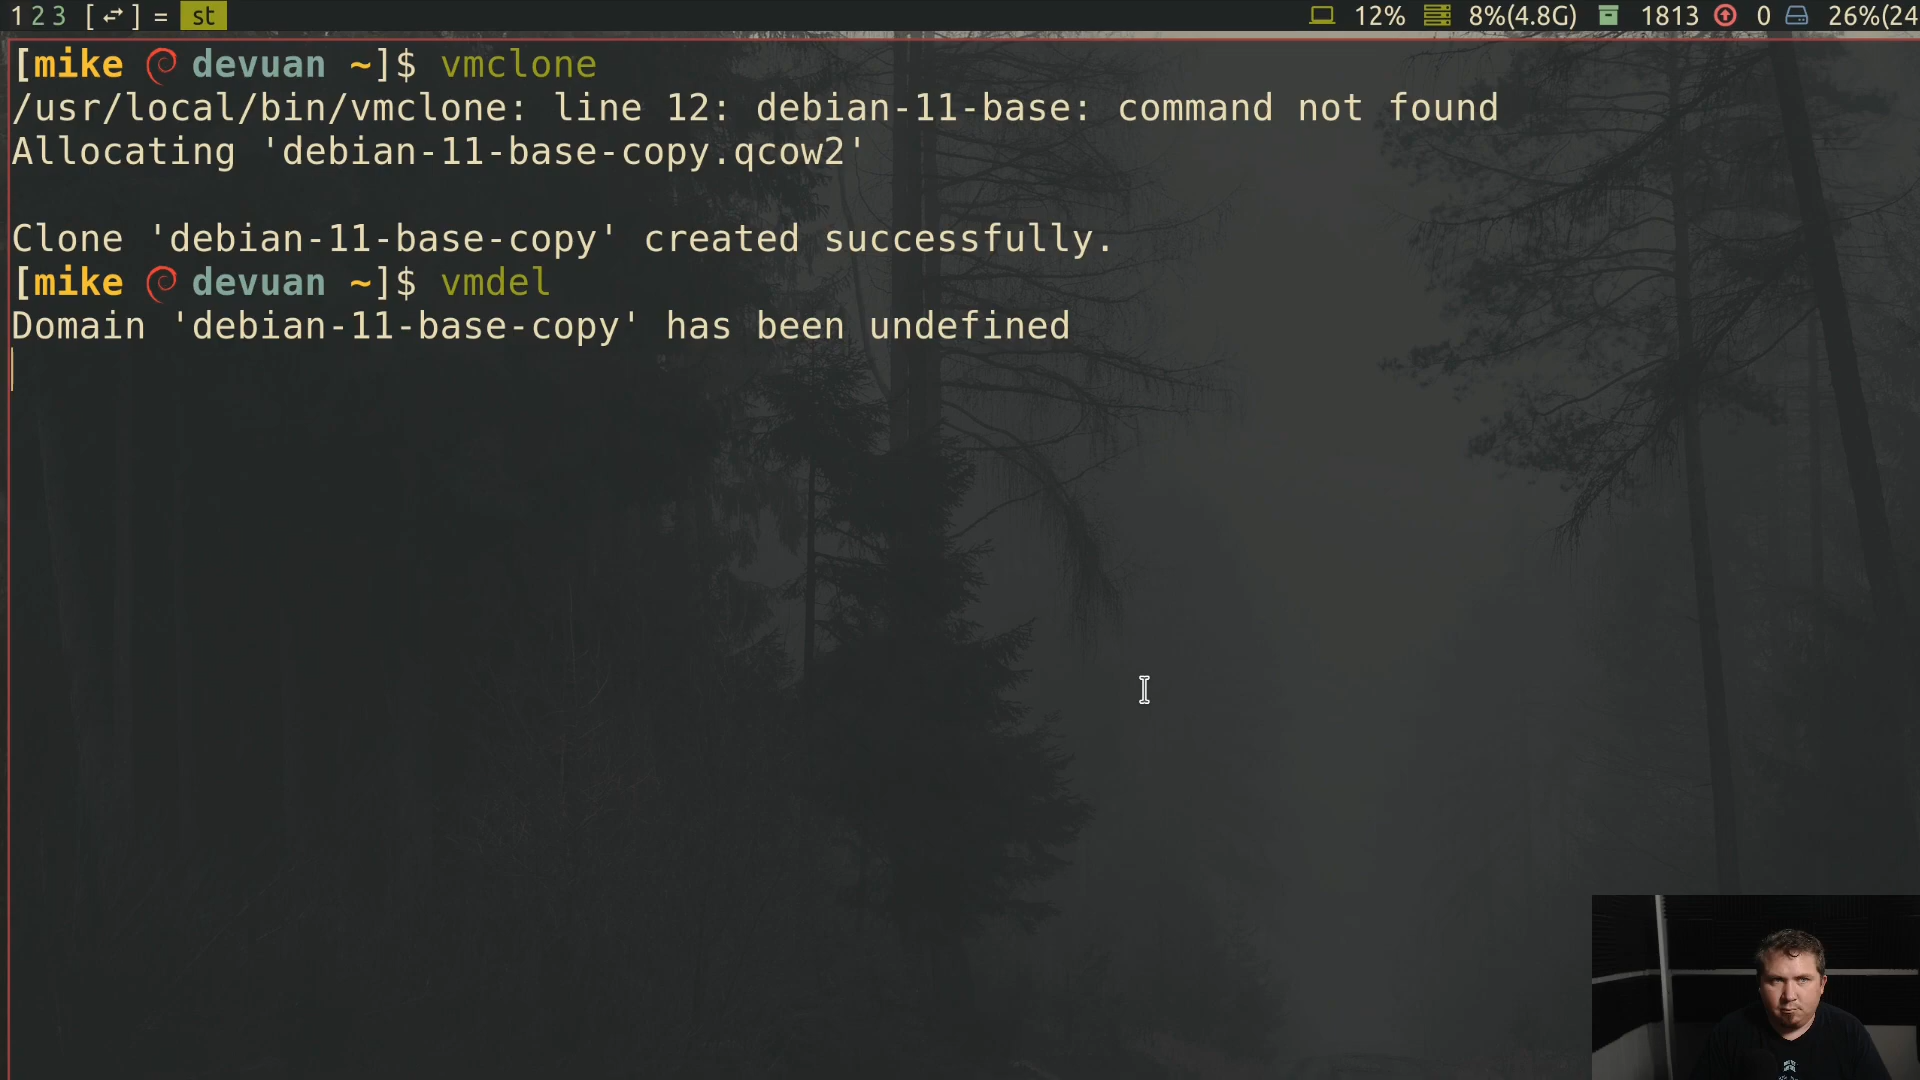 1 2 3 [⥂] = st 12% 8%(4.8G) 1813 0 26%(24
[mike devuan ~]$ vmclone
/usr/local/bin/vmclone: line 12: debian-11-base: command not found
Allocating 'debian-11-base-copy.qcow2'
Clone 'debian-11-base-copy' created successfully.
[mike devuan ~]$ vmdel
Domain 'debian-11-base-copy' has been undefined